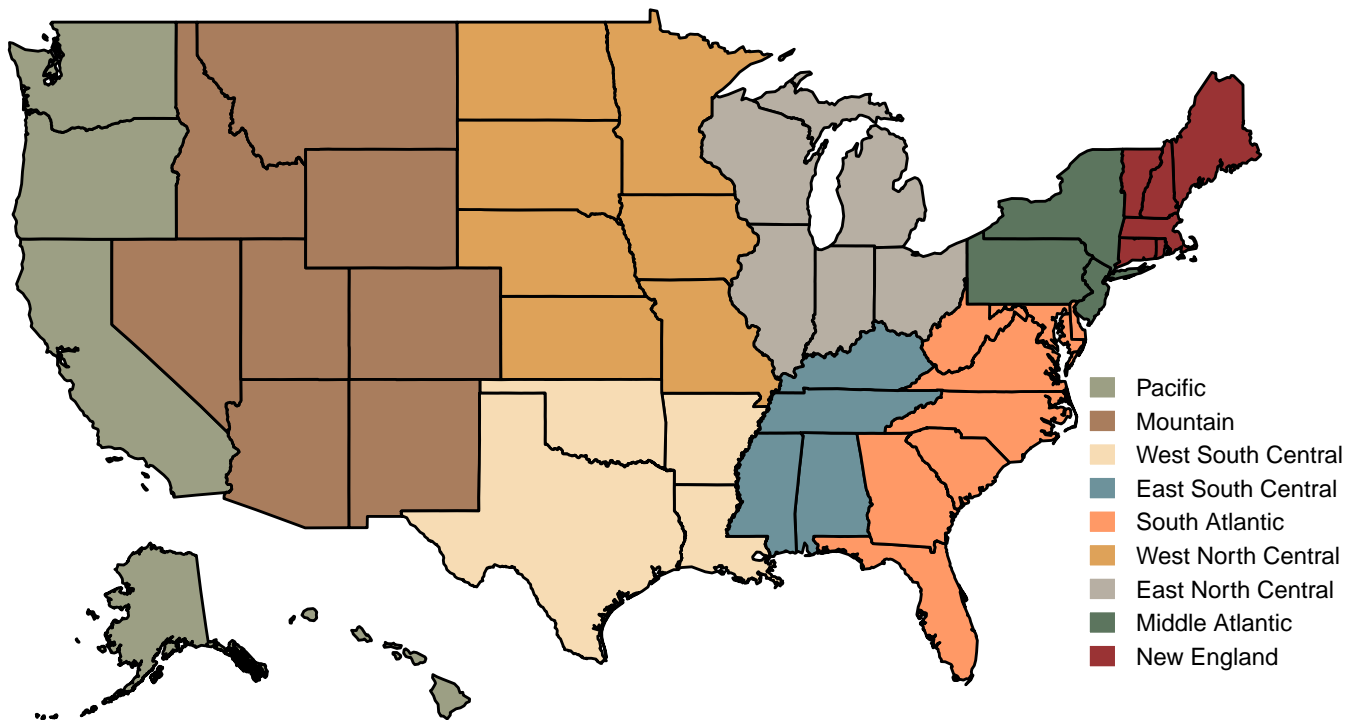 Pacific
Mountain
West South Central
East South Central
South Atlantic
West North Central
East North Central
Middle Atlantic
New England